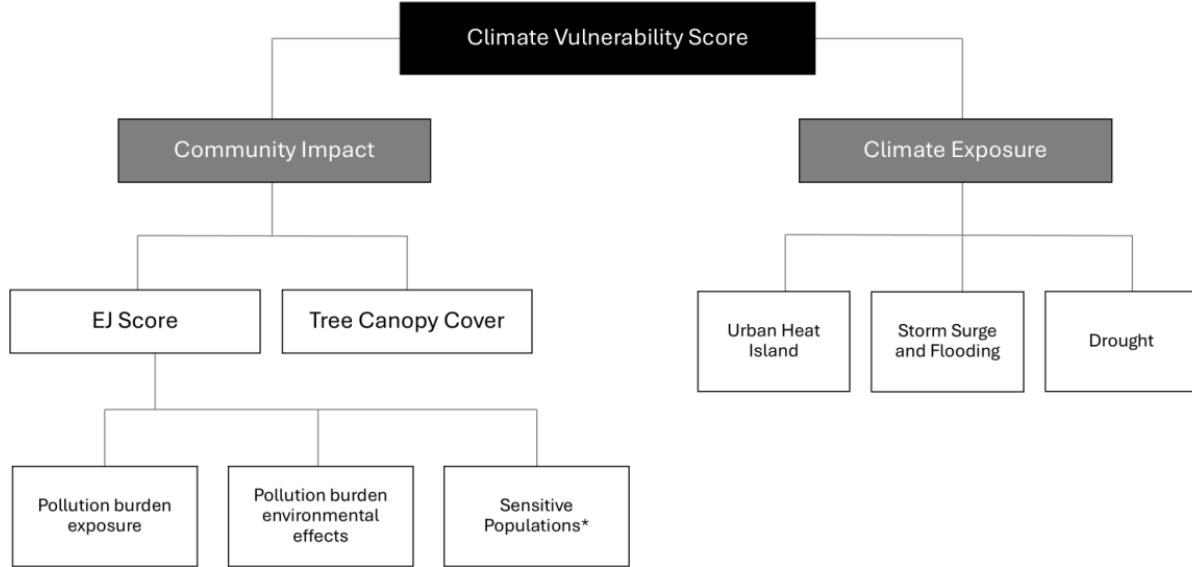 Climate Vulnerability Score
Community Impact
Climate Exposure
EJ Score
Tree Canopy Cover
Urban Heat
Island
Storm Surge
and Flooding
Drought
Pollution burden
exposure
Pollution burden
environmental
effects
Sensitive
Populations*